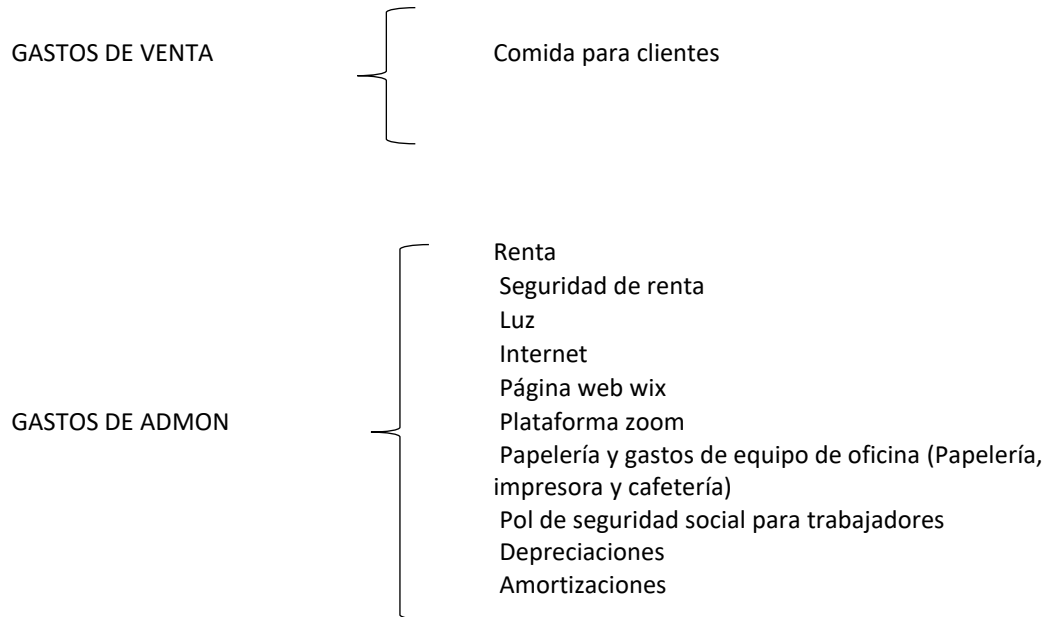 GASTOS DE VENTA
Comida para clientes
Renta
Seguridad de renta
Luz
Internet
Página web wix
GASTOS DE ADMON
Plataforma zoom
Papelería y gastos de equipo de oficina (Papelería,
impresora y cafetería)
Pol de seguridad social para trabajadores
Depreciaciones
Amortizaciones